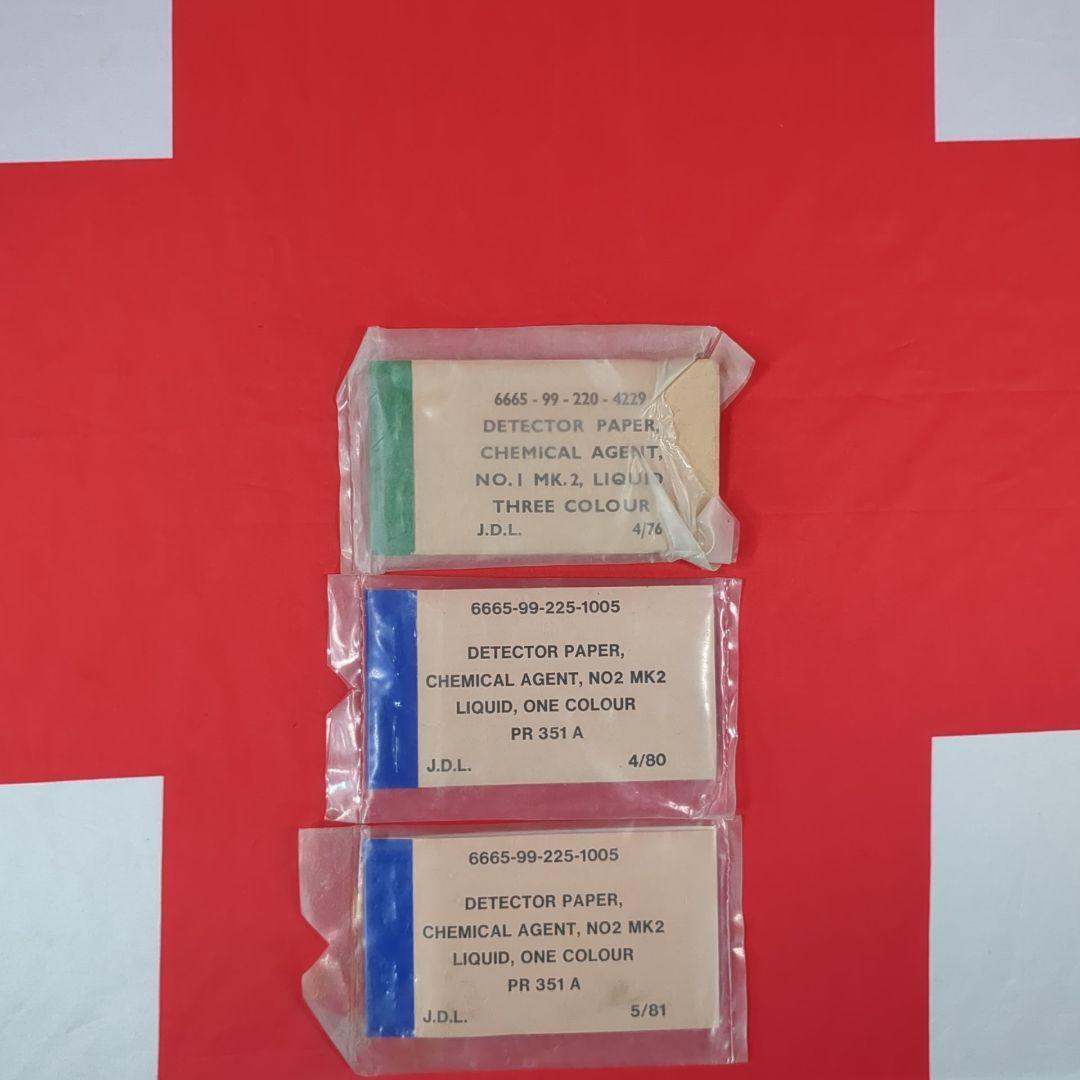 6665 - 99 - 220 - 4229
DETECTOR PAPER,
CHEMICAL AGENT,
NO. 1 MK. 2, LIQUID
THREE COLOUR
J.D.L. 4/76
6665-99-225-1005
DETECTOR PAPER,
CHEMICAL AGENT, NO2 MK2
LIQUID, ONE COLOUR
PR 351 A
J.D.L. 4/80
6665-99-225-1005
DETECTOR PAPER,
CHEMICAL AGENT, NO2 MK2
LIQUID, ONE COLOUR
PR 351 A
J.D.L. 5/81